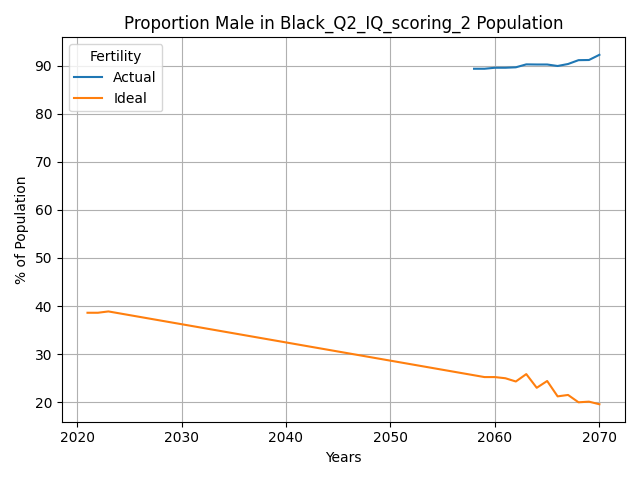 Proportion Male in Black_Q2_IQ_scoring_2 Population
Fertility
Actual
Ideal
% of Population
90
80
70
60
50
40
30
20
2020
2030
2040
2050
2060
2070
Years